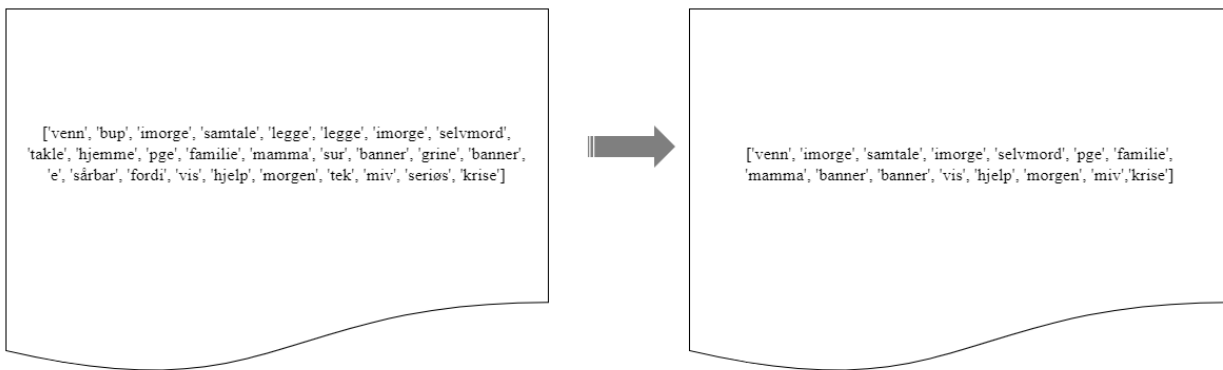 ['venn', 'bup', 'imorge', 'samtale', 'legge', 'legge', 'imorge', 'selvmord',
'takle', 'hjemme', 'pge', 'familie', 'mamma', 'sur', 'banner', 'grine', 'banner',
'e', 'sårbar', 'fordi', 'vis', 'hjelp', 'morgen', 'tek', 'miv', 'seriøs', 'krise']
['venn', 'imorge', 'samtale', 'imorge', 'selvmord', 'pge', 'familie',
'mamma', 'banner', 'banner', 'vis', 'hjelp', 'morgen', 'miv','krise']